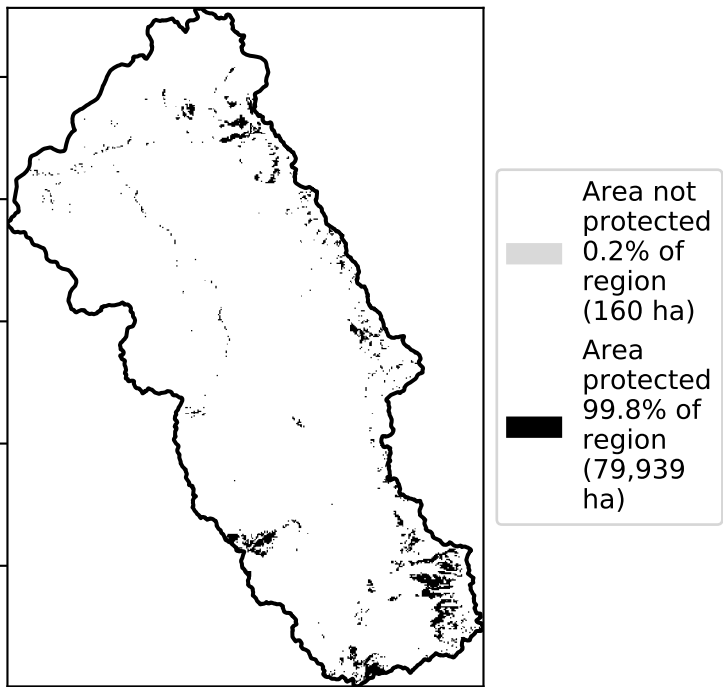 Area not
protected
0.2% of
region
(160 ha)
Area
protected
99.8% of
region
(79,939
ha)